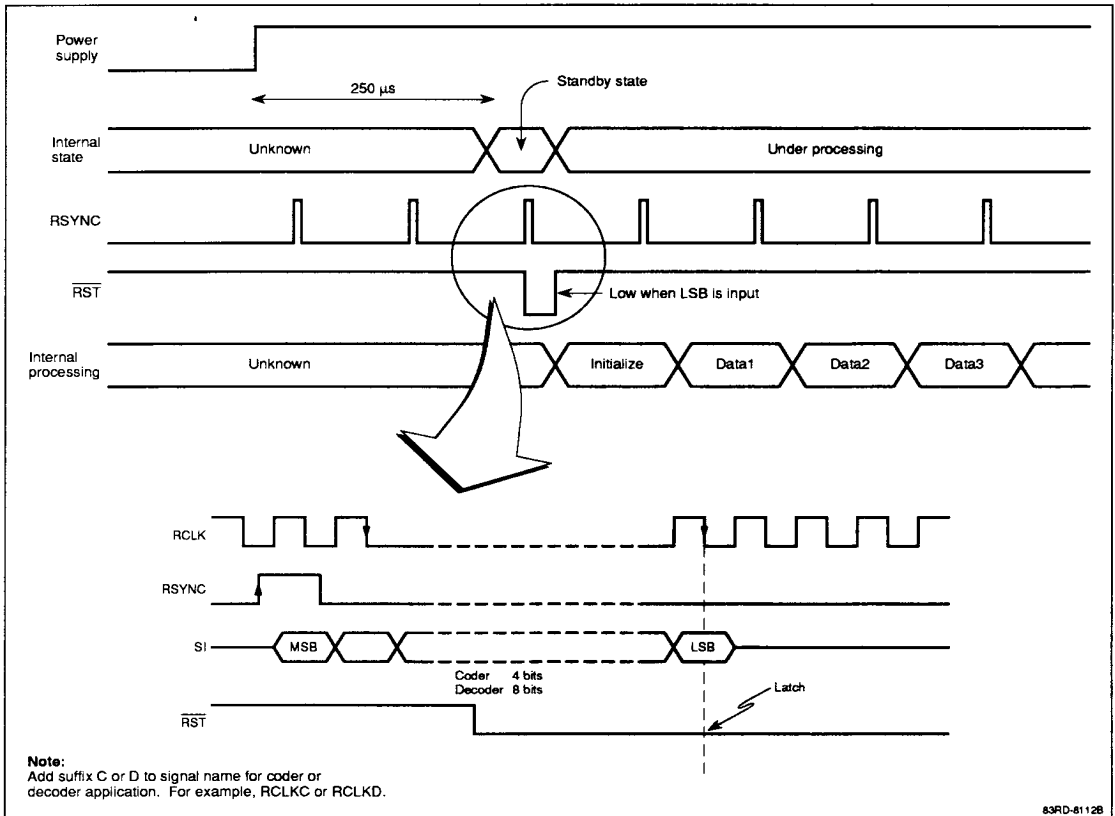 Power
supply
250 µs
Standby state
Internal
state
Unknown
Under processing
RSYNC
RST
Low when LSB is input
Internal
processing
Unknown
Initialize
Data1
Data2
Data3
RCLK
RSYNC
SI
MSB
LSB
Coder 4 bits
Decoder 8 bits
Latch
RST
Note:
Add suffix C or D to signal name for coder or
decoder application. For example, RCLKC or RCLKD.
83RD-8112B